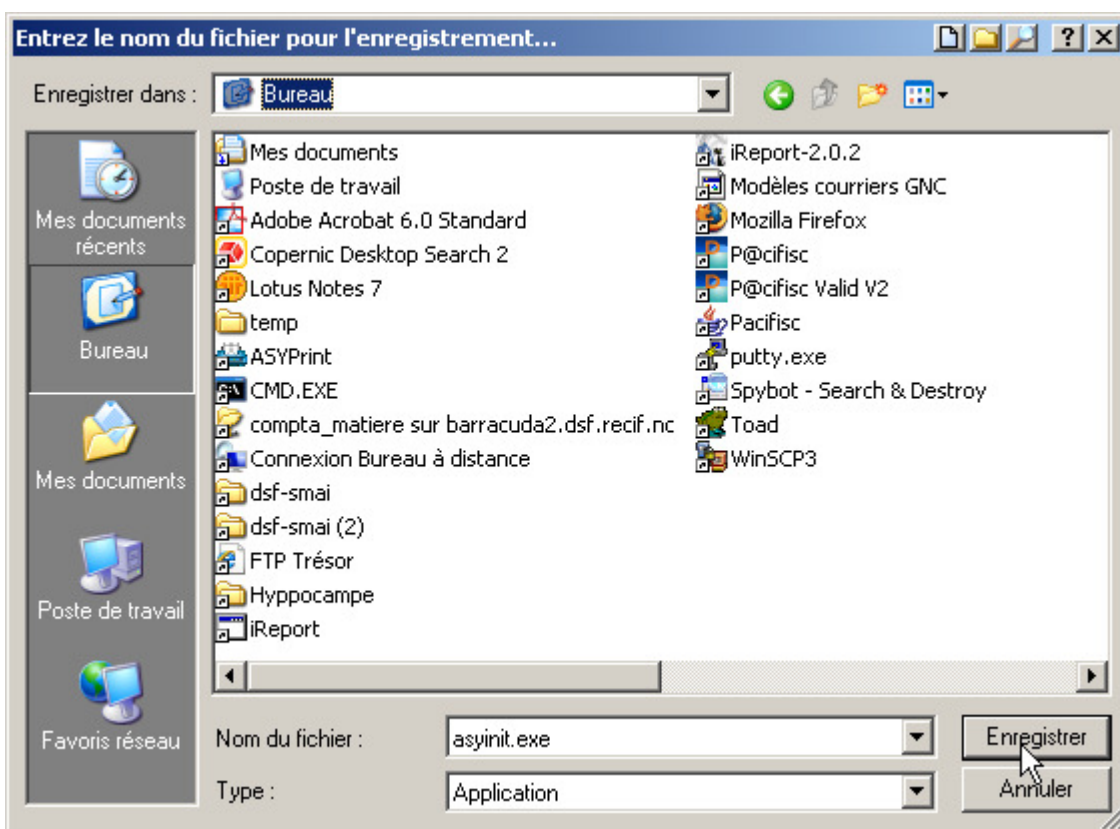 Entrez le nom du fichier pour l'enregistrement...
Enregistrer dans :
Bureau
Mes documents
récents
Bureau
Mes documents
Poste de travail
Favoris réseau
Mes documents
Poste de travail
Adobe Acrobat 6.0 Standard
Copernic Desktop Search 2
Lotus Notes 7
temp
ASYPrint
CMD.EXE
compta_matiere sur barracuda2.dsf.recif.nc
Connexion Bureau à distance
dsf-smai
dsf-smai (2)
FTP Trésor
Hyppocampe
iReport
iReport-2.0.2
Modèles courriers GNC
Mozilla Firefox
P@cifisc
P@cifisc Valid V2
Pacifisc
putty.exe
Spybot - Search & Destroy
Toad
WinSCP3
Nom du fichier :
asyinit.exe
Enregistrer
Type :
Application
Annuler